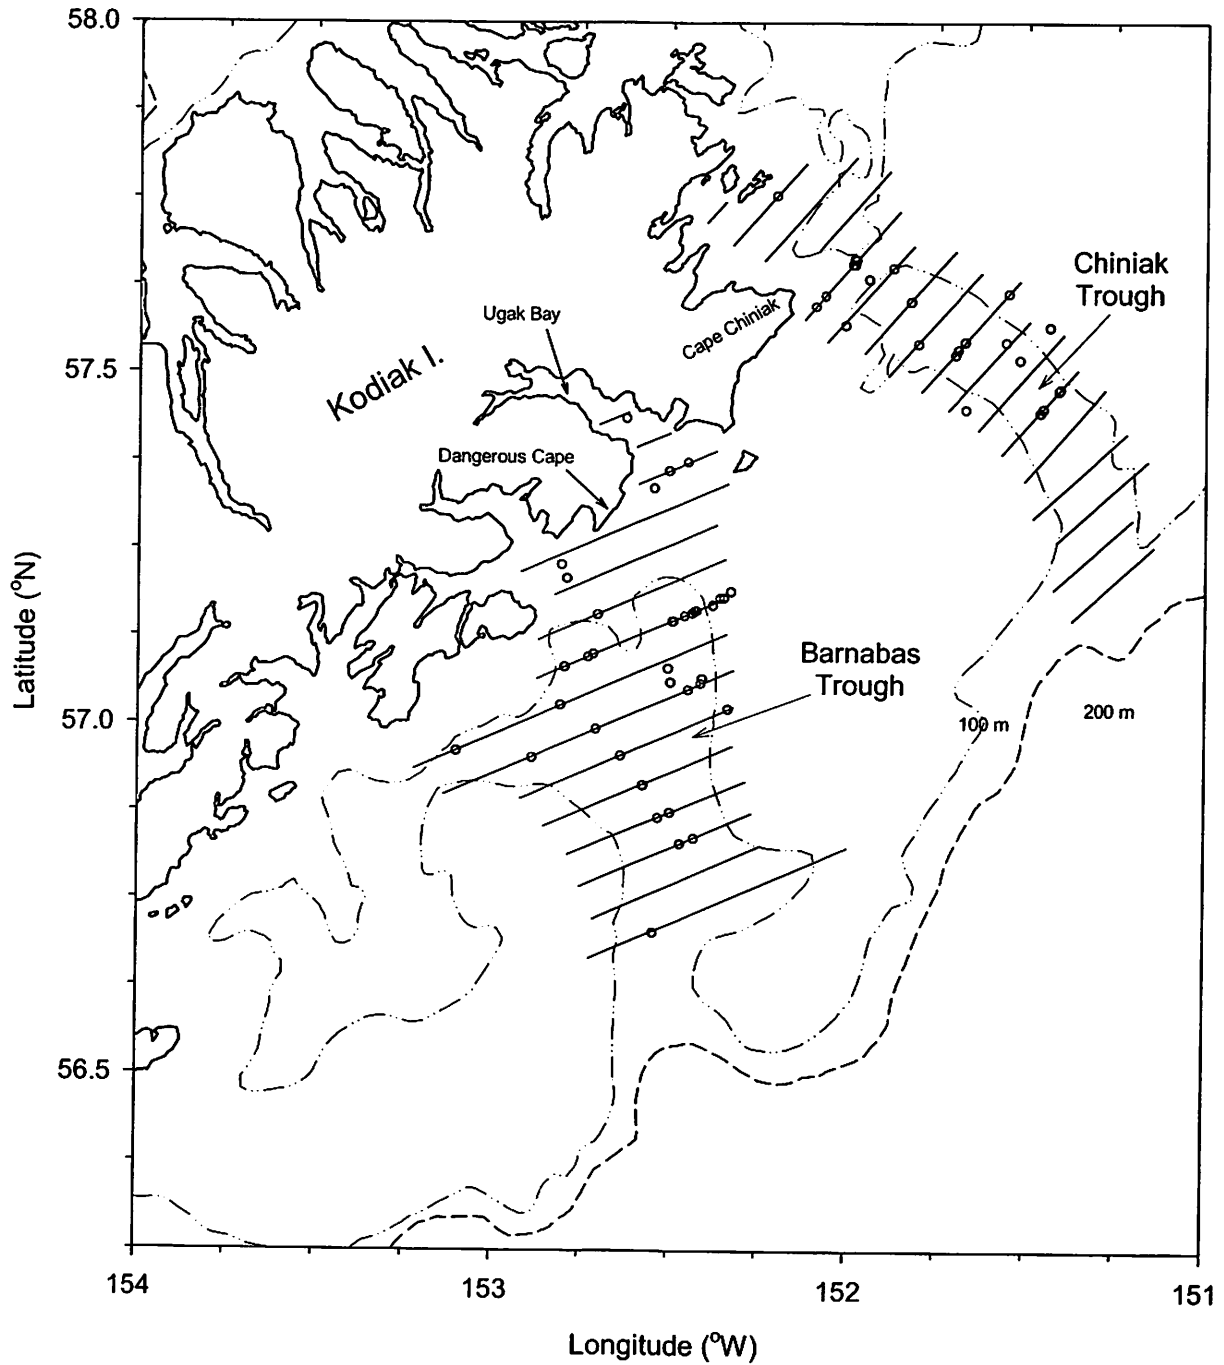 58.0
Chiniak
Trough
Ugak Bay
Cape Chiniak
57.5
Kodiak I.
Dangerous Cape
Latitude (°N)
Barnabas
Trough
57.0
100 m
200 m
56.5
154
153
152
151
Longitude (°W)